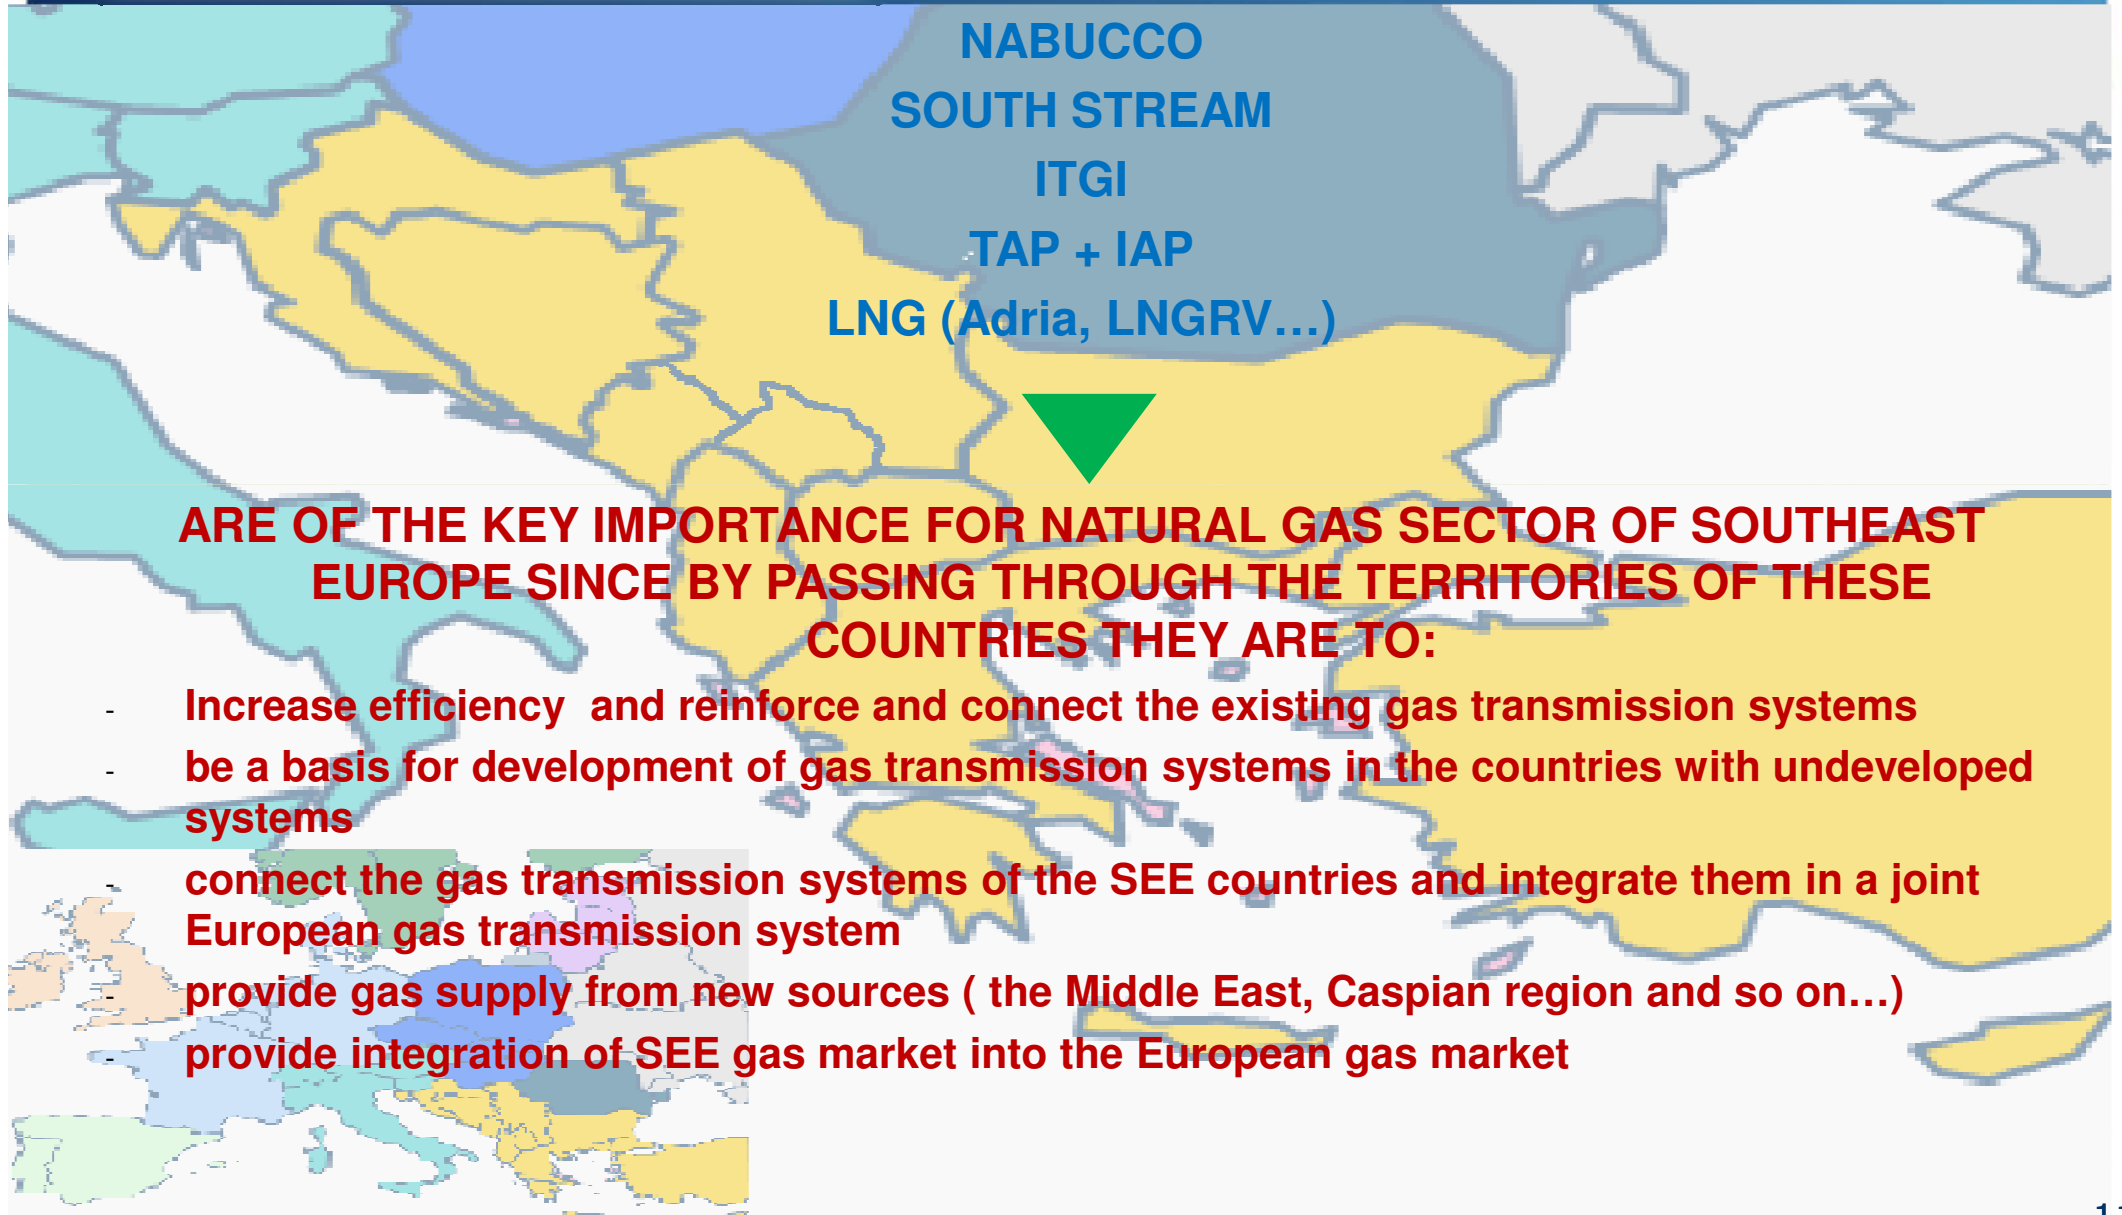 NABUCCO
SOUTH STREAM
ITGI
TAP + IAP
LNG (Adria, LNGRV…)
ARE OF THE KEY IMPORTANCE FOR NATURAL GAS SECTOR OF SOUTHEAST
EUROPE SINCE BY PASSING THROUGH THE TERRITORIES OF THESE
COUNTRIES THEY ARE TO:
- Increase efficiency  and reinforce and connect the existing gas transmission systems
- be a basis for development of gas transmission systems in the countries with undeveloped
systems
- connect the gas transmission systems of the SEE countries and integrate them in a joint
European gas transmission system
- provide gas supply from new sources ( the Middle East, Caspian region and so on…)
- provide integration of SEE gas market into the European gas market